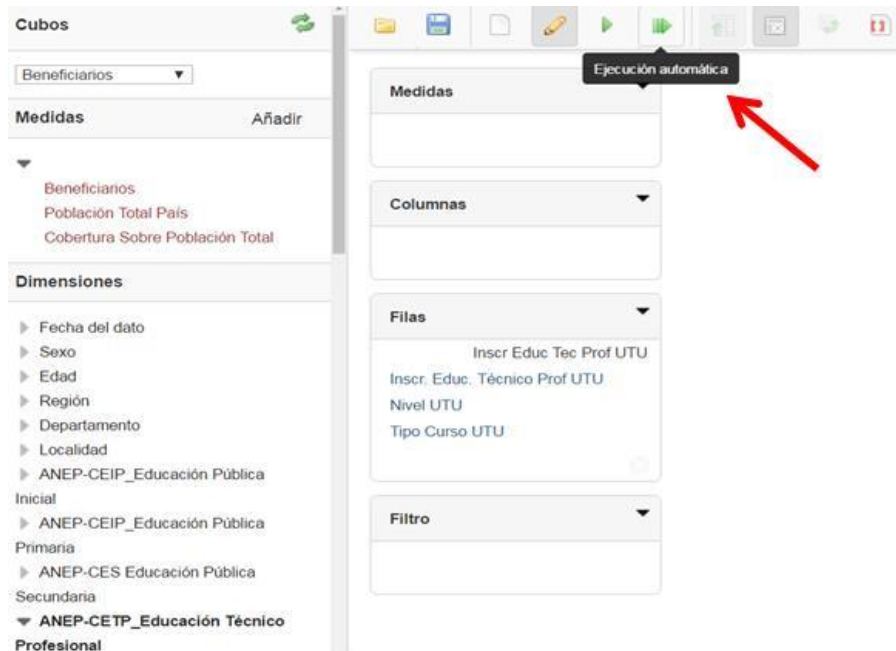 Cubos
Beneficiarios
Medidas Añadir
Beneficiarios
Población Total País
Cobertura Sobre Población Total
Dimensiones
Fecha del dato
Sexo
Edad
Región
Departamento
Localidad
ANEP-CEIP_Educación Pública
Inicial
ANEP-CEIP_Educación Pública
Primaria
ANEP-CES Educación Pública
Secundaria
ANEP-CETP_Educación Técnico
Profesional
Ejecución automática
Medidas
Columnas
Filas
Inscr Educ Tec Prof UTU
Inscr. Educ. Técnico Prof UTU
Nivel UTU
Tipo Curso UTU
Filtro